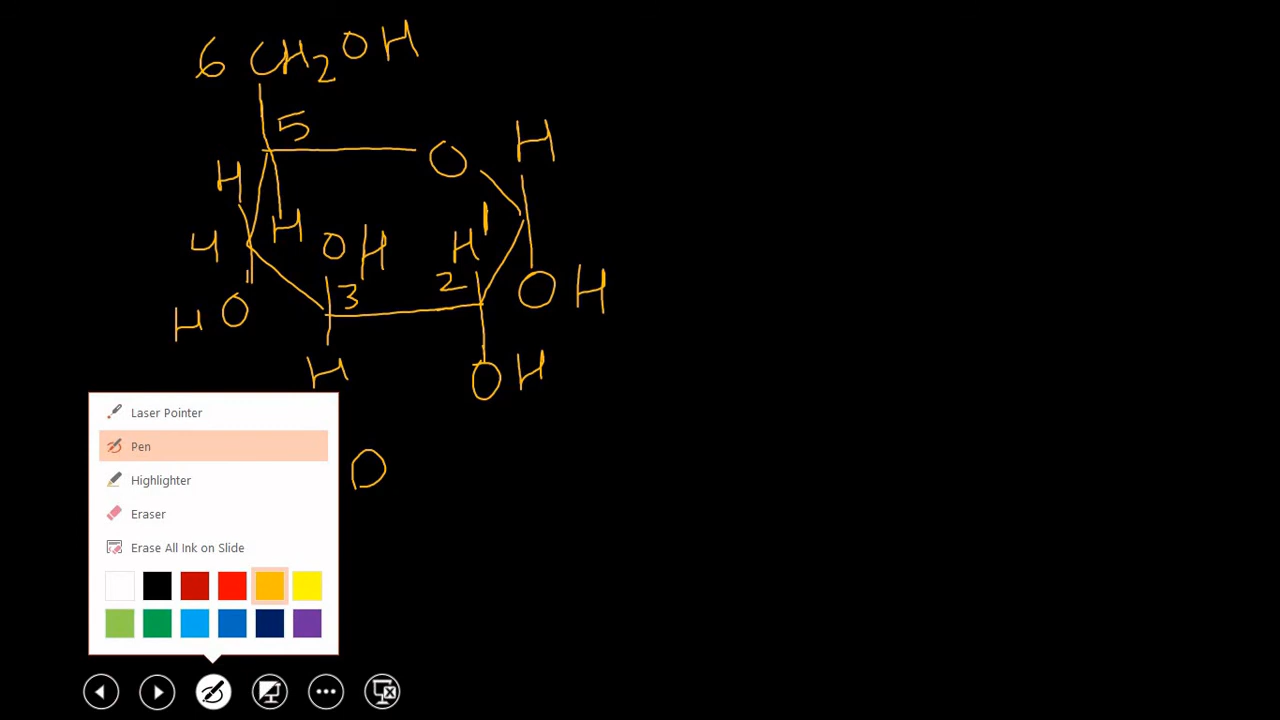 6 CH2OH
5
O
H
H
4
H
OH
H
1
2
3
OH
HO
H
OH
D
Laser Pointer
Pen
Highlighter
Eraser
Erase All Ink on Slide